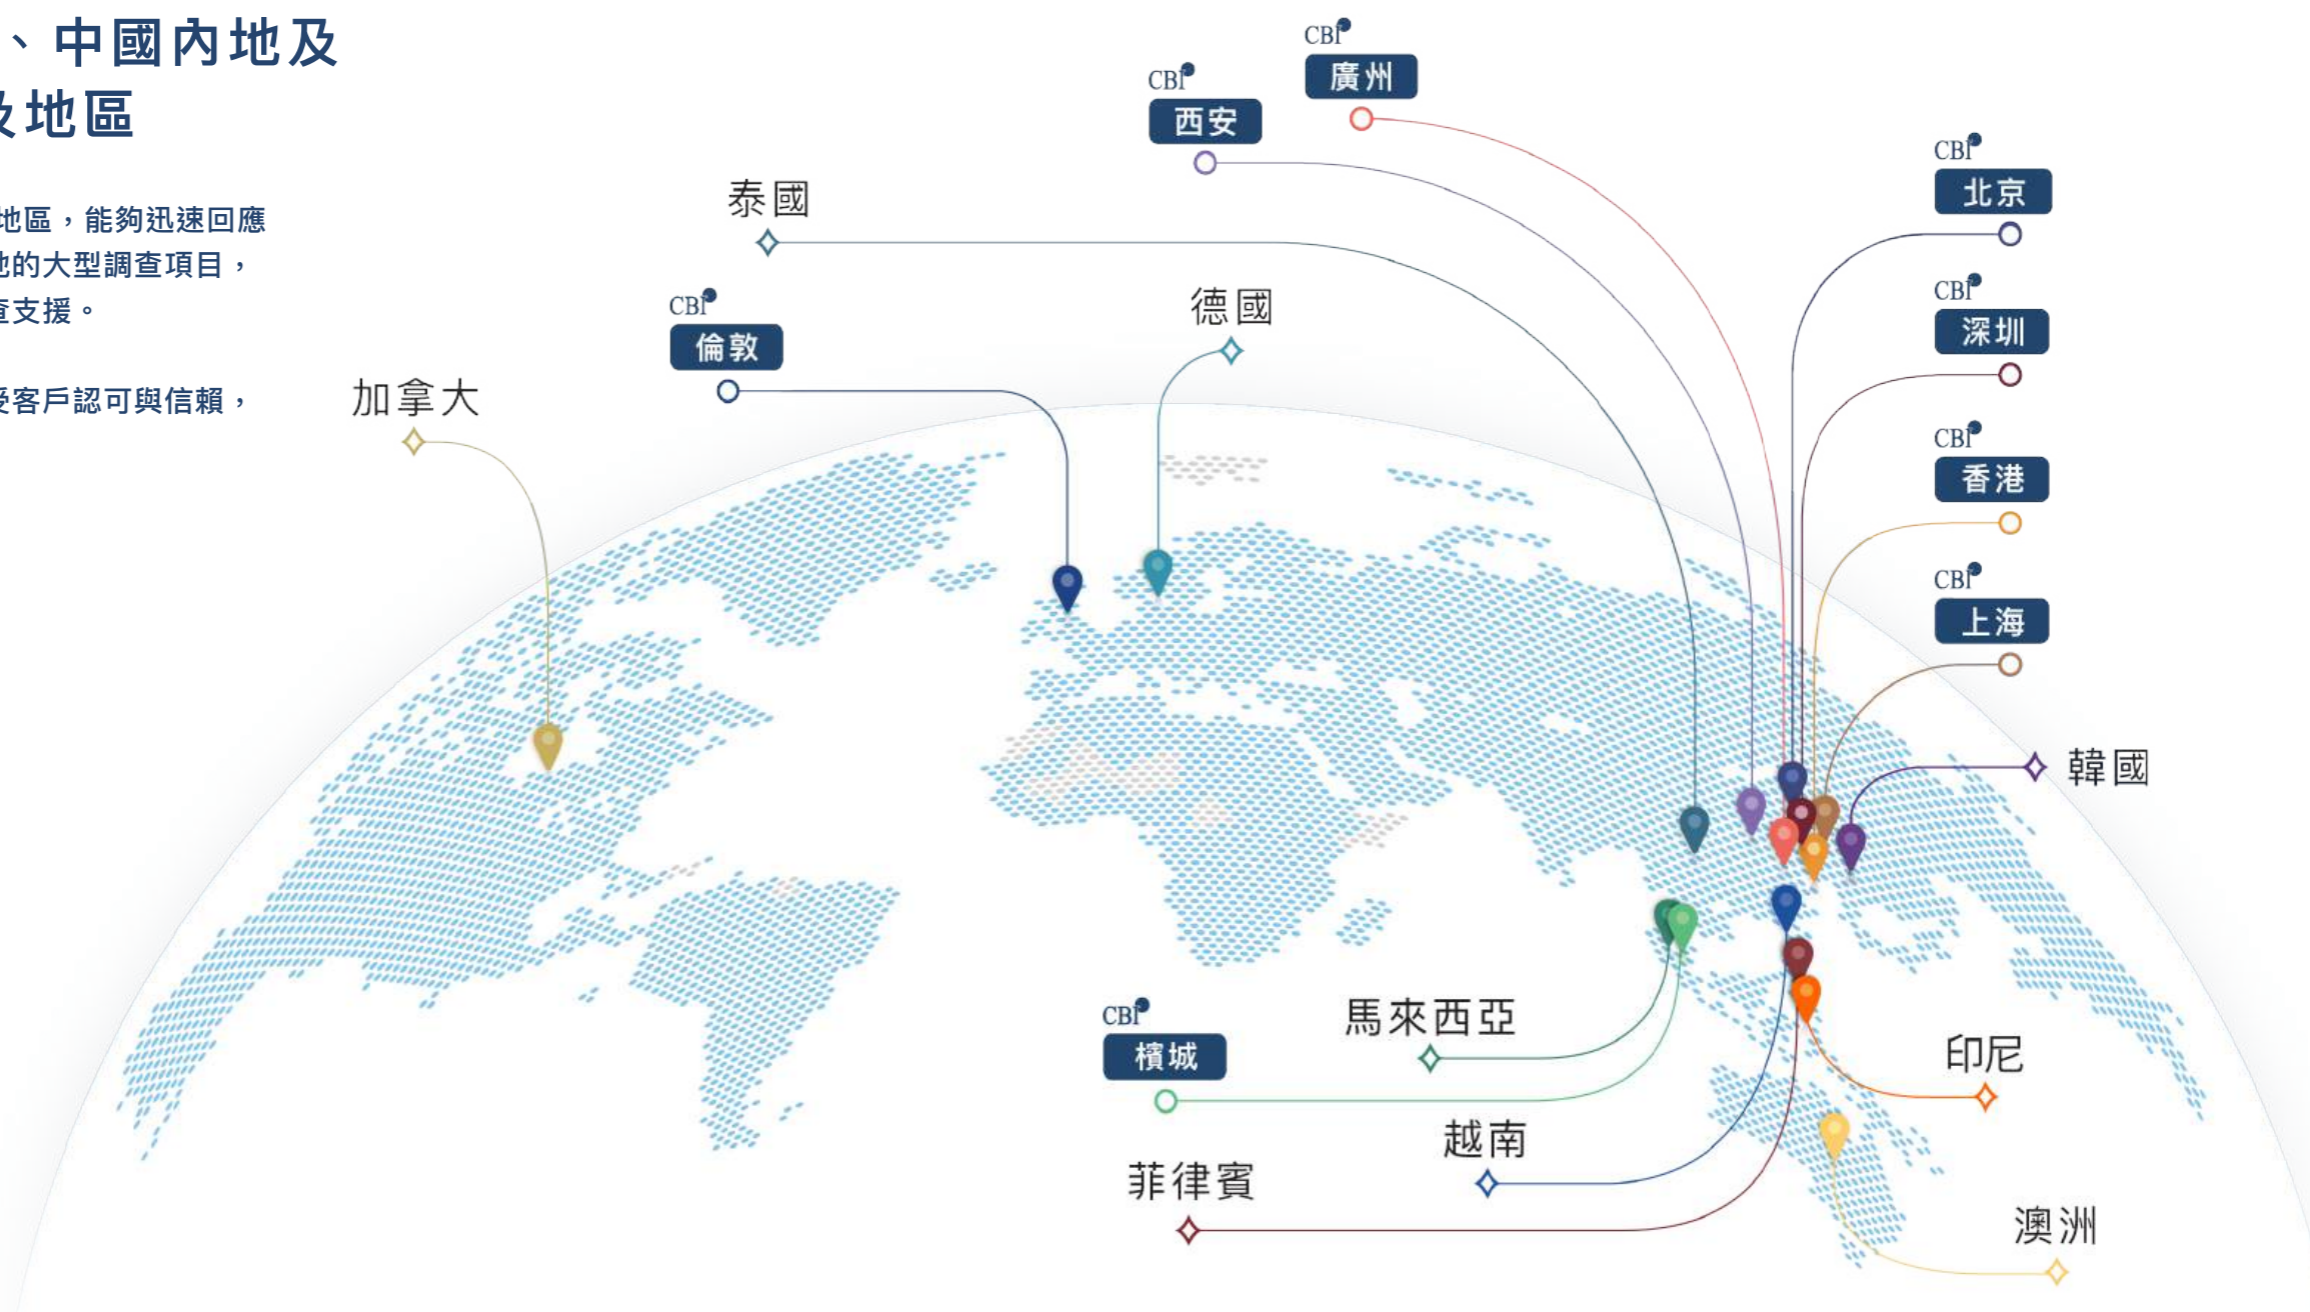 、中國內地及
及地區
地區，能夠迅速回應
地的大型調查項目，
查支援。
受客戶認可與信賴，
CBI
廣州
CBI
西安
CBI
北京
泰國
CBI
深圳
CBI
倫敦
德國
加拿大
CBI
香港
CBI
上海
韓國
CBI
檳城
馬來西亞
印尼
越南
菲律賓
澳洲